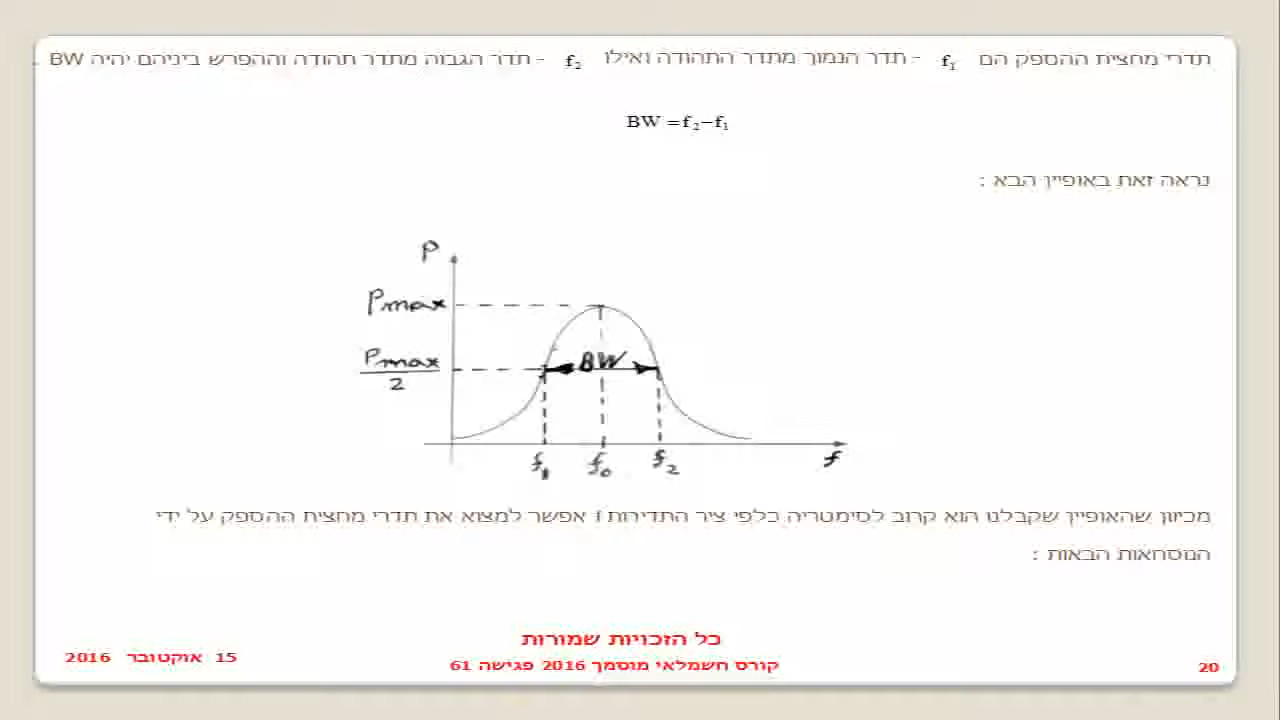 תדרי מחצית ההספק הם f₁ - תדר הנמוך מתדר התהודה ואילו f₂ - תדר הגבוה מתדר תהודה וההפרש ביניהם יהיה BW .
BW = f₂ − f₁
נראה זאת באופיין הבא :
P
Pmax
Pmax/2
BW
f₁ f₀ f₂ f
מכיוון שהאופיין שקבלנו הוא קרוב לסימטריה כלפי ציר התדירות f אפשר למצוא את תדרי מחצית ההספק על ידי
הנוסחאות הבאות :
כל הזכויות שמורות
קורס חשמלאי מוסמך 2016 פגישה 61
15 אוקטובר 2016
20